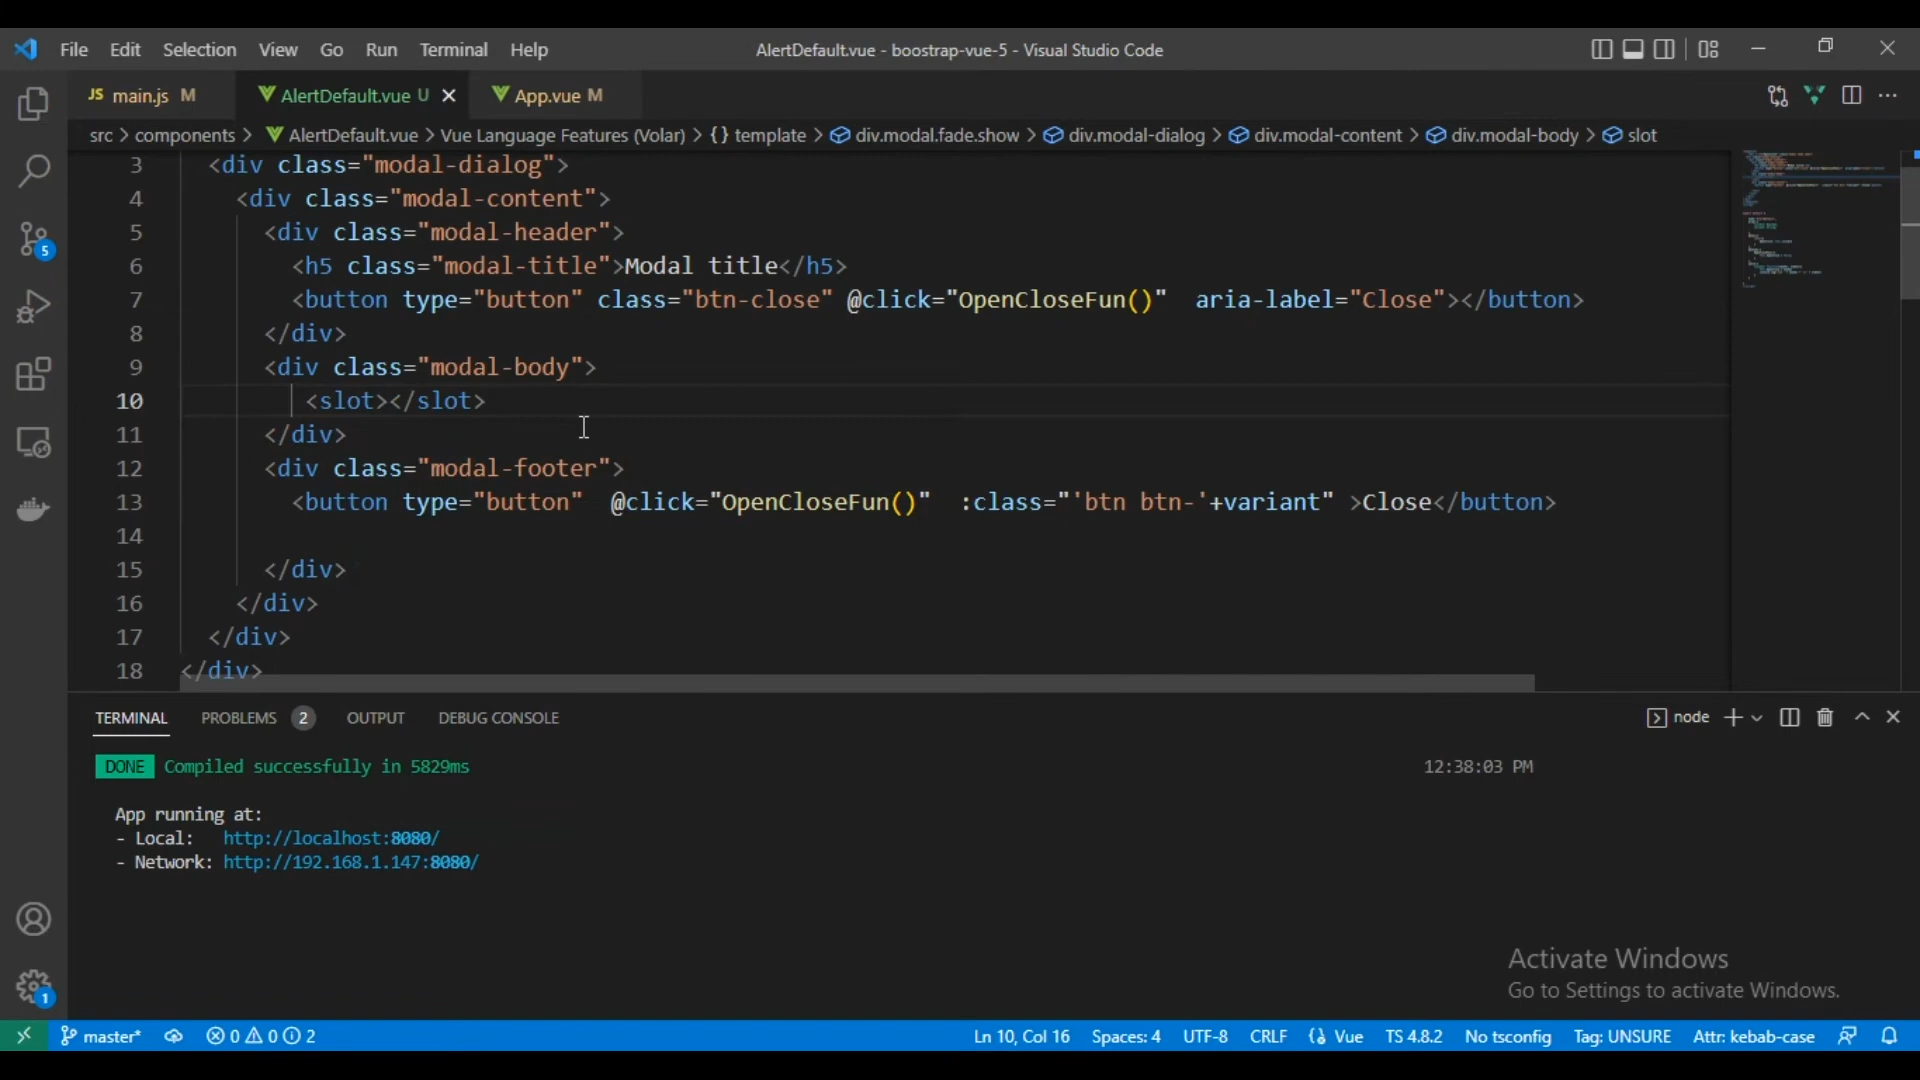 File Edit Selection View Go Run Terminal Help AlertDefault.vue - boostrap-vue-5 - Visual Studio Code
JS main.js M AlertDefault.vue U App.vue M
src > components > AlertDefault.vue > Vue Language Features (Volar) > {} template > div.modal.fade.show > div.modal-dialog > div.modal-content > div.modal-body > slot
3 <div class="modal-dialog">
4 <div class="modal-content">
5 <div class="modal-header">
6 <h5 class="modal-title">Modal title</h5>
7 <button type="button" class="btn-close" @click="OpenCloseFun()" aria-label="Close"></button>
8 </div>
9 <div class="modal-body">
10 <slot></slot>
11 </div>
12 <div class="modal-footer">
13 <button type="button" @click="OpenCloseFun()" :class="'btn btn-'+variant" >Close</button>
14
15 </div>
16 </div>
17 </div>
18 </div>
TERMINAL PROBLEMS 2 OUTPUT DEBUG CONSOLE node
DONE Compiled successfully in 5829ms 12:38:03 PM
App running at:
- Local: http://localhost:8080/
- Network: http://192.168.1.147:8080/
5
1
Activate Windows
Go to Settings to activate Windows.
master* 0 0 2 Ln 10, Col 16 Spaces: 4 UTF-8 CRLF Vue TS 4.8.2 No tsconfig Tag: UNSURE Attr: kebab-case